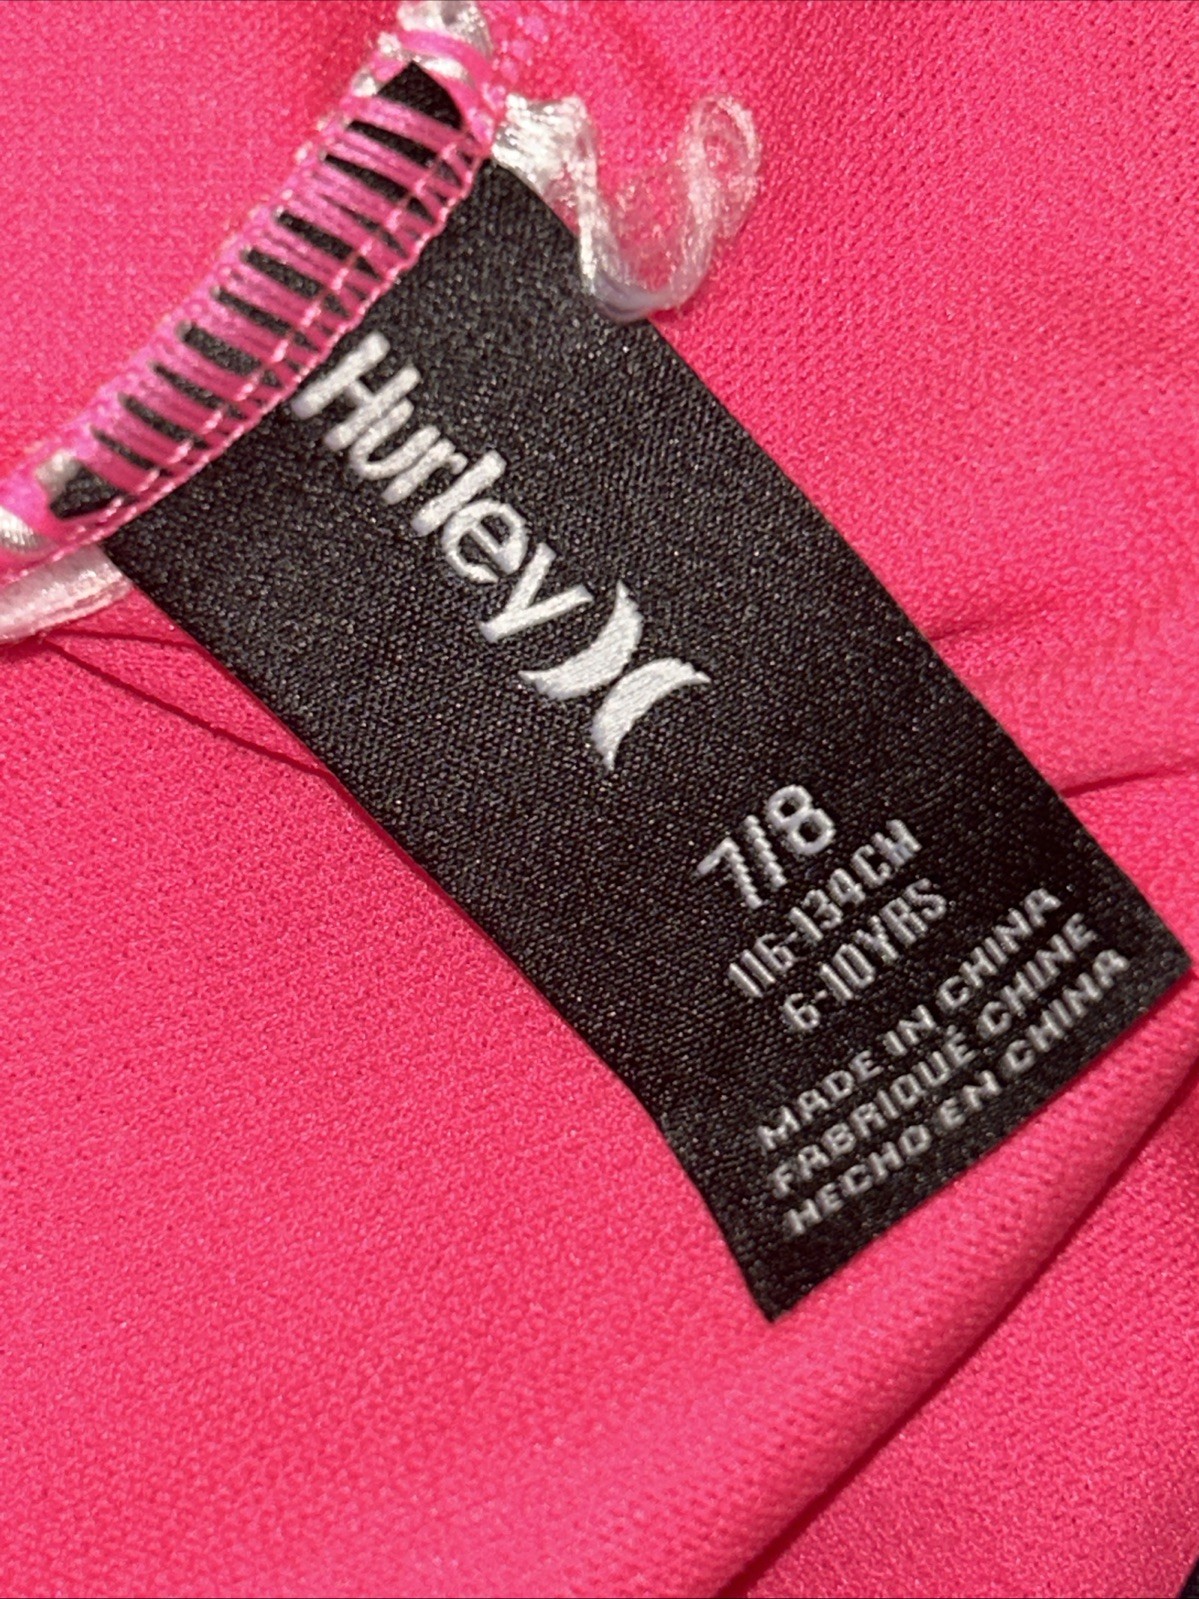 Hurley
7/8
116-134CM
6-10YRS
MADE IN CHINA
FABRIQUÉ CHINE
HECHO EN CHINA